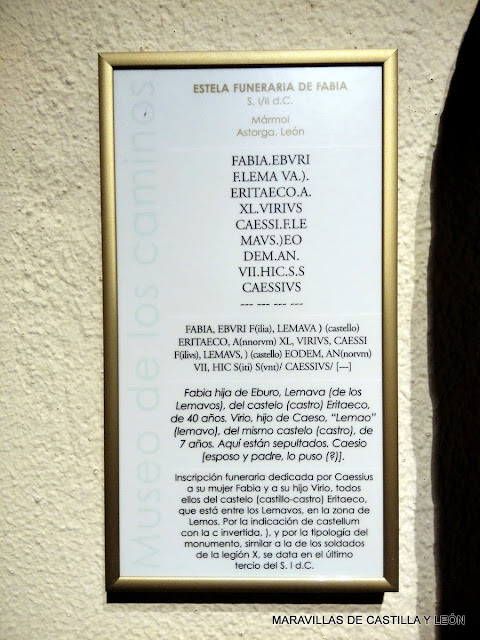 Museo de los caminos
ESTELA FUNERARIA DE FABIA
S. I/II d.C.
Mármol
Astorga. León
FABIA.EBVRI
F.LEMA VA.).
ERITAECO.A.
XL.VIRIVS
CAESSI.F.LE
MAVS.)EO
DEM.AN.
VII.HIC.S.S
CAESSIVS
--- --- --- ---
FABIA, EBVRI F(ilia), LEMAVA ) (castello)
ERITAECO, A(nnorvm) XL, VIRIVS, CAESSI
F(ilivs), LEMAVS, ) (castello) EODEM, AN(norvm)
VII, HIC S(iti) S(vnt)/ CAESSIVS/ [---]
Fabia hija de Eburo, Lemava (de los
Lemavos), del castelo (castro) Eritaeco,
de 40 años. Virio, hijo de Caeso, "Lemao"
(lemavo), del mismo castelo (castro), de
7 años. Aquí están sepultados. Caesio
[esposo y padre, lo puso (?)].
Inscripción funeraria dedicada por Caessius
a su mujer Fabia y a su hijo Virio, todos
ellos del castelo (castillo-castro) Eritaeco,
que está entre los Lemavos, en la zona de
Lemos. Por la indicación de castellum
con la c invertida, ), y por la tipología del
monumento, similar a la de los soldados
de la legión X, se data en el último
tercio del S. I d.C.
MARAVILLAS DE CASTILLA Y LEÓN